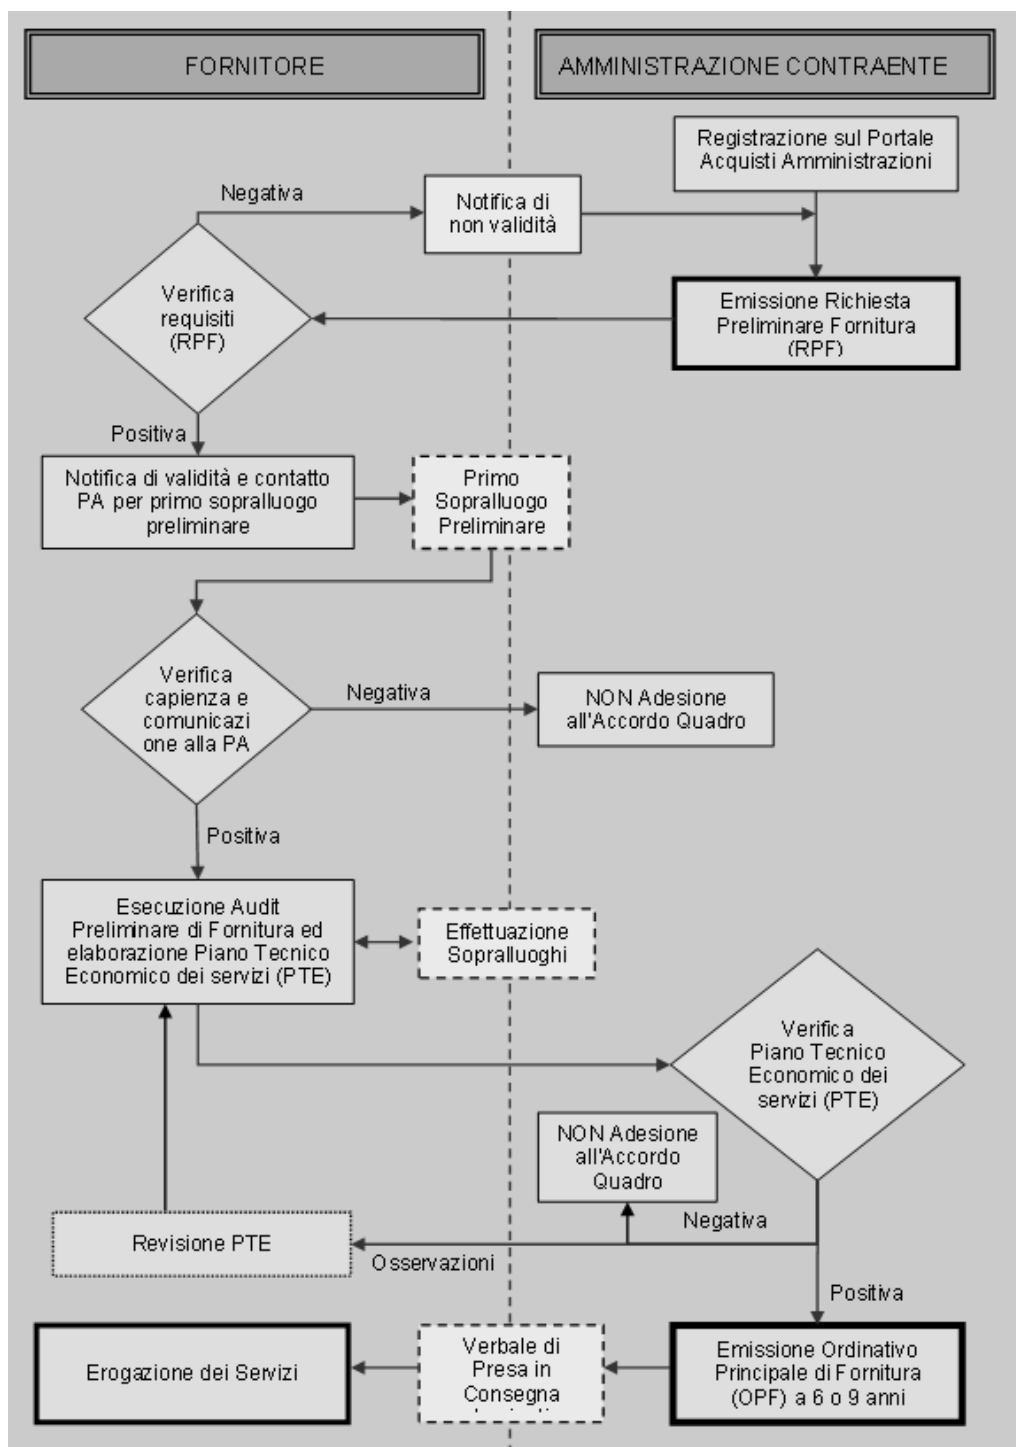 FORNITORE
AMMINISTRAZIONE CONTRAENTE
Registrazione sul Portale
Acquisti Amministrazioni
Negativa
Notifica di
non validità
Verifica
requisiti
(RPF)
Emissione Richiesta
Preliminare Fornitura
(RPF)
Positiva
Notifica di validità e contatto
PA per primo sopralluogo
preliminare
Primo
Sopralluogo
Preliminare
Verifica
capienza e
comunicazi
one alla PA
Negativa
NON Adesione
all'Accordo Quadro
Positiva
Esecuzione Audit
Preliminare di Fornitura ed
elaborazione Piano Tecnico
Economico dei servizi (PTE)
Effettuazione
Sopralluoghi
Verifica
Piano Tecnico
Economico dei
servizi (PTE)
NON Adesione
all'Accordo
Quadro
Negativa
Revisione PTE
Osservazioni
Positiva
Erogazione dei Servizi
Verbale di
Presa in
Consegna
Emissione Ordinativo
Principale di Fornitura
(OPF) a 6 o 9 anni